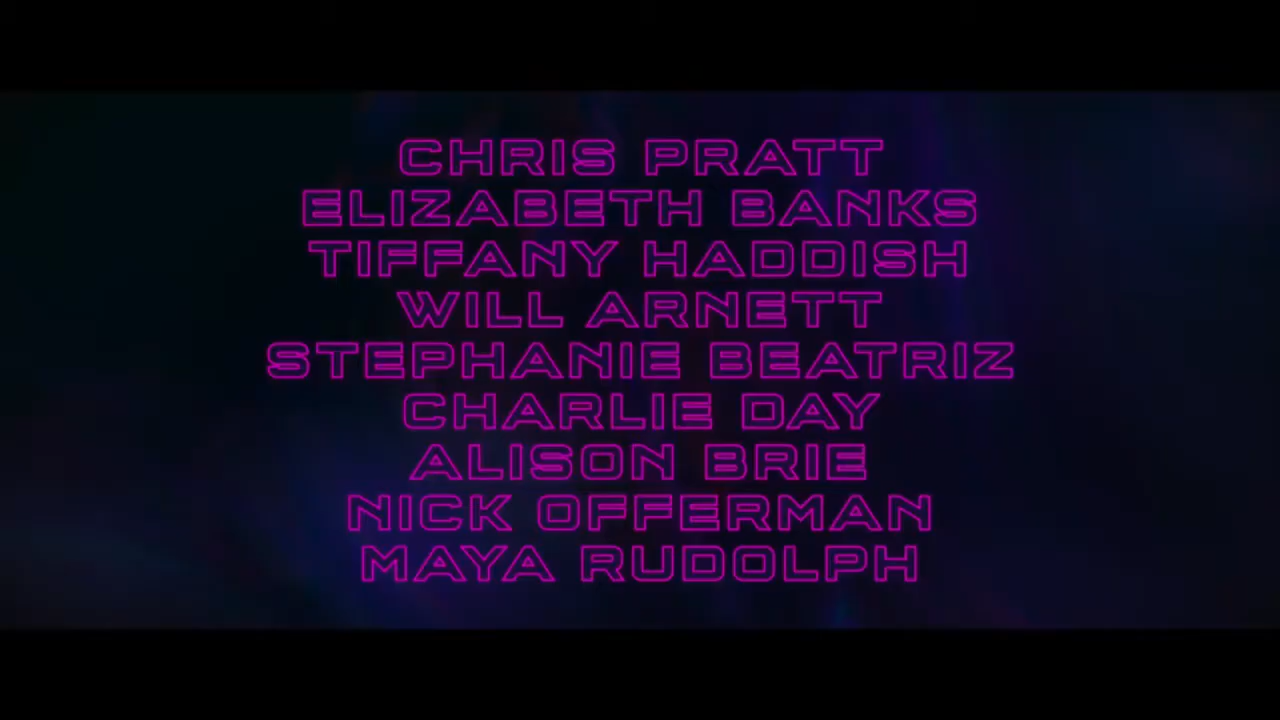 CHRIS PRATT
ELIZABETH BANKS
TIFFANY HADDISH
WILL ARNETT
STEPHANIE BEATRIZ
CHARLIE DAY
ALISON BRIE
NICK OFFERMAN
MAYA RUDOLPH